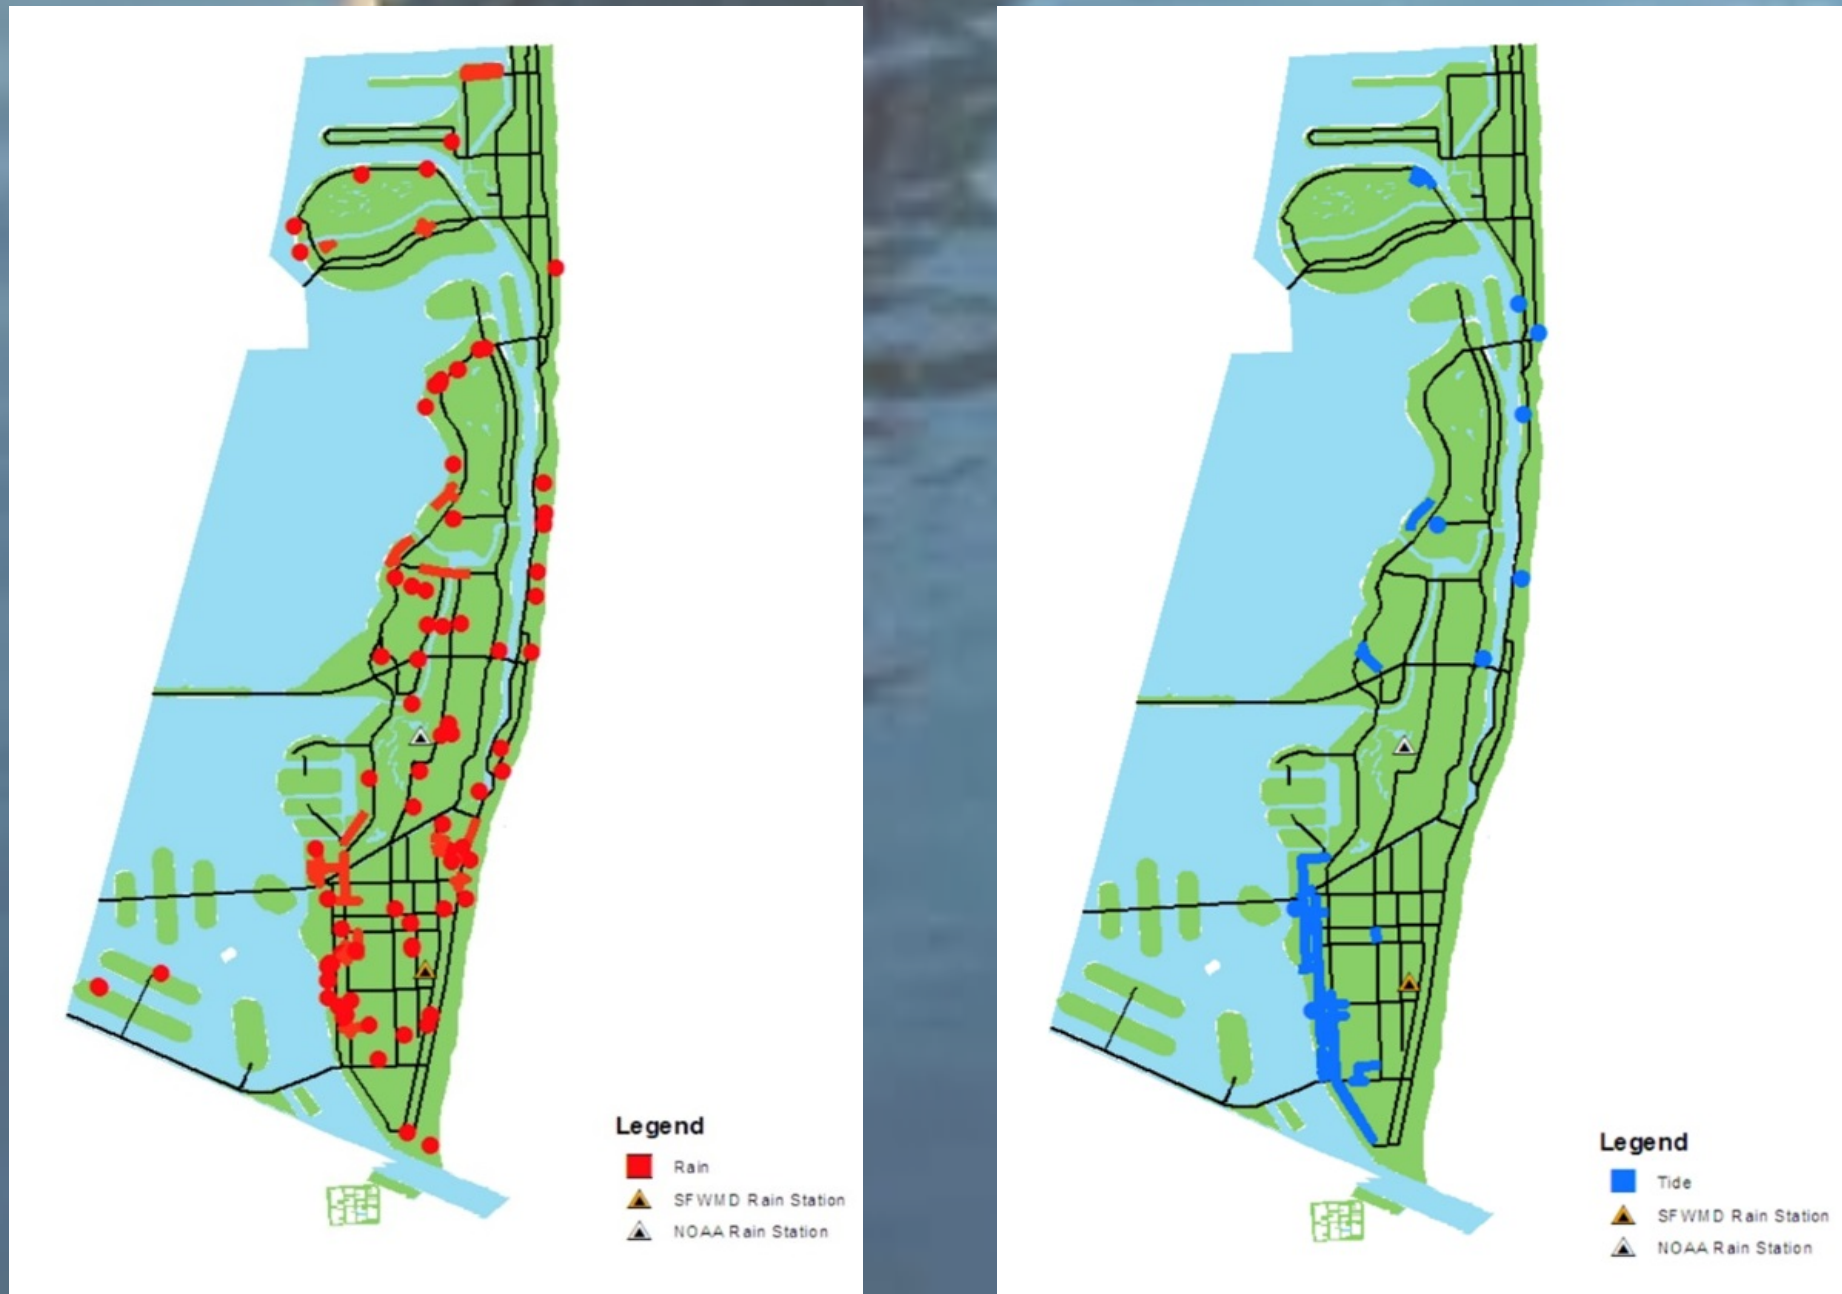 Legend
Rain
SFWMD Rain Station
NOAA Rain Station
Legend
Tide
SFWMD Rain Station
NOAA Rain Station